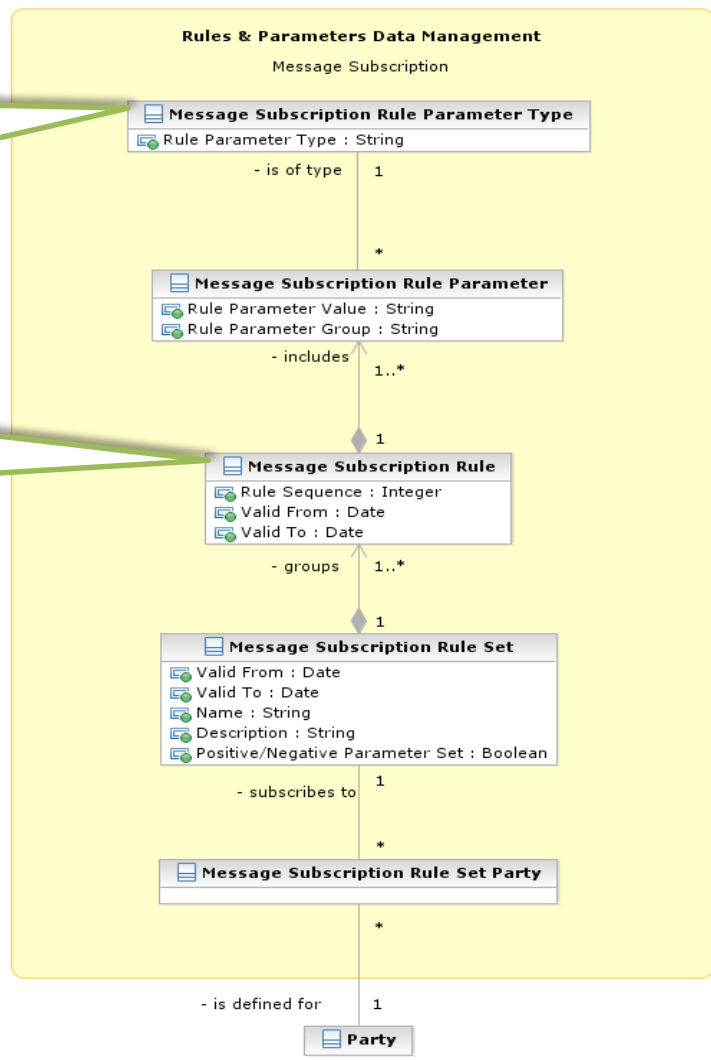 Rules & Parameters Data Management
Message Subscription
Message Subscription Rule Parameter Type
Rule Parameter Type : String
- is of type 1
*
Message Subscription Rule Parameter
Rule Parameter Value : String
Rule Parameter Group : String
- includes
1..*
1
Message Subscription Rule
Rule Sequence : Integer
Valid From : Date
Valid To : Date
- groups 1..*
1
Message Subscription Rule Set
Valid From : Date
Valid To : Date
Name : String
Description : String
Positive/Negative Parameter Set : Boolean
1
- subscribes to
*
Message Subscription Rule Set Party
*
- is defined for 1
Party